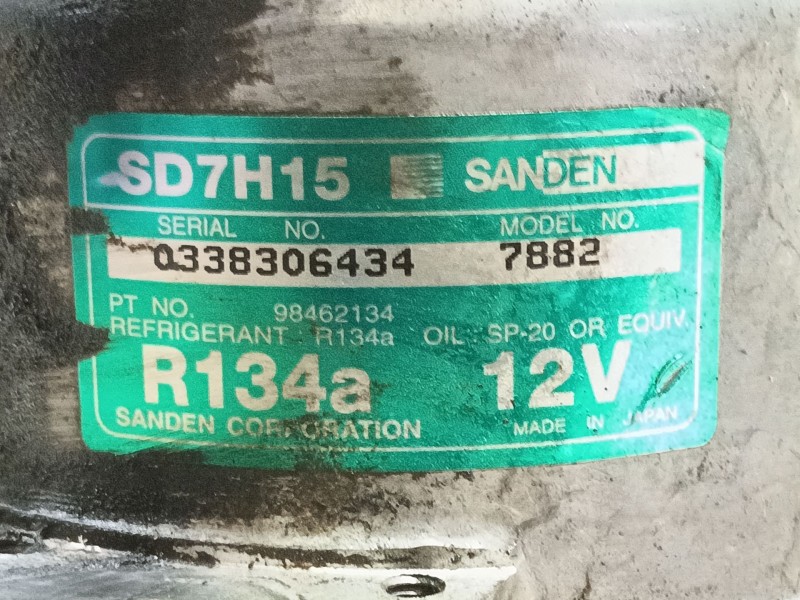 SD7H15 SANDEN
SERIAL NO. MODEL NO.
0338306434 7882
PT NO. 98462134
REFRIGERANT : R134a OIL : SP-20 OR EQUIV.
R134a 12V
SANDEN CORPORATION MADE IN JAPAN